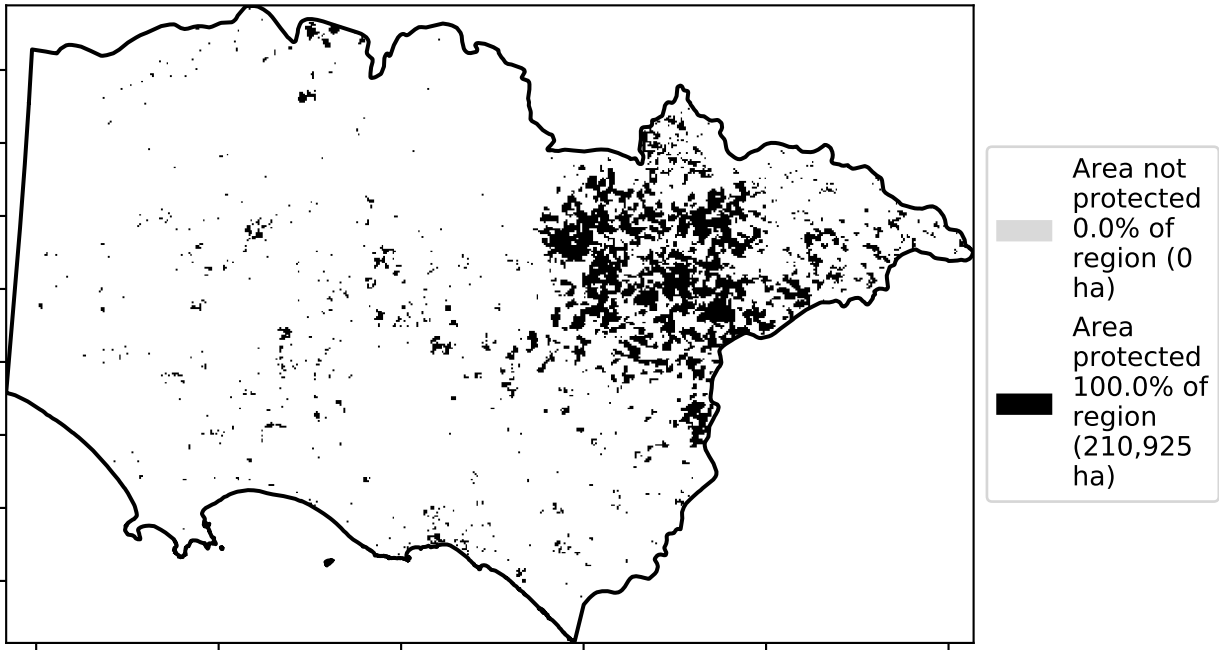 Area not
protected
0.0% of
region (0
ha)
Area
protected
100.0% of
region
(210,925
ha)